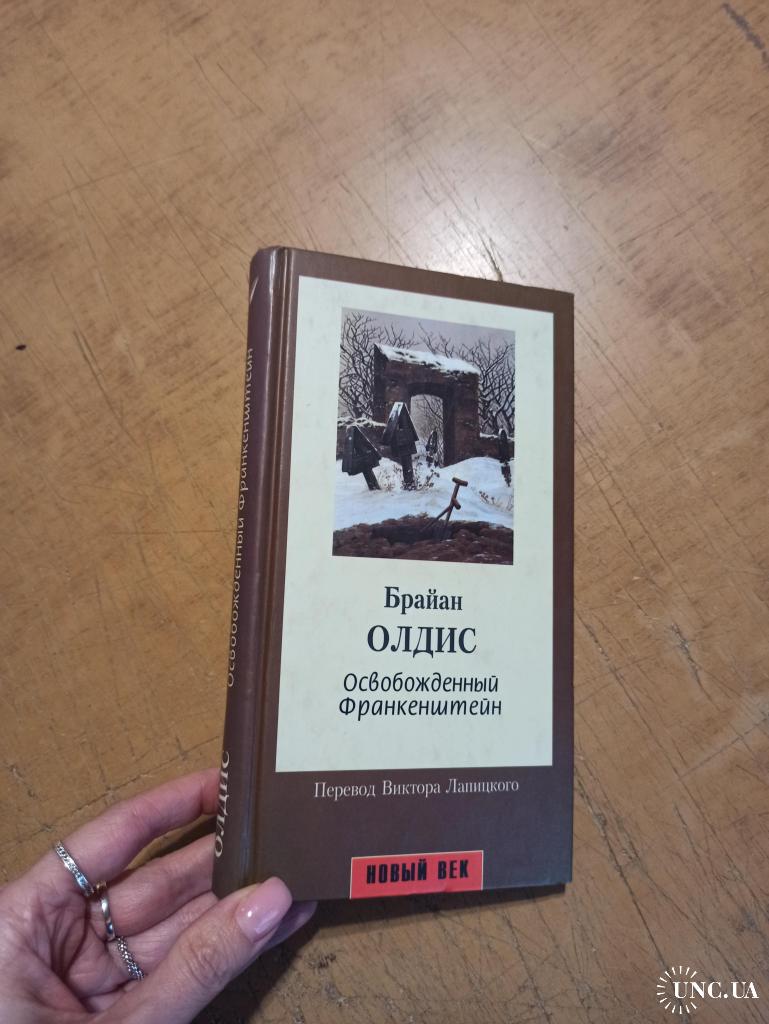 Брайан
ОЛДИС
Освобожденный
Франкенштейн
Перевод Виктора Лапицкого
НОВЫЙ ВЕК
ОЛДИС Освобожденный Франкенштейн
UNC.UA